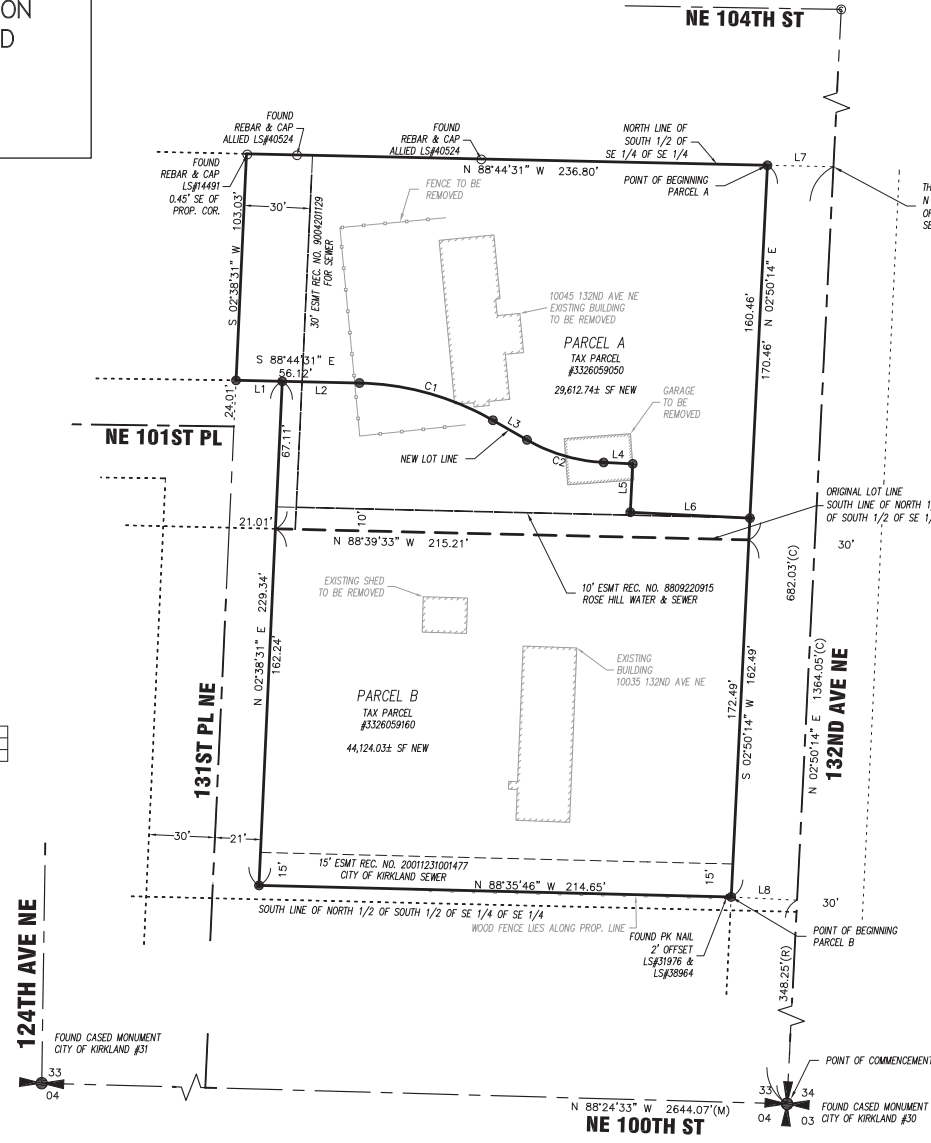 ON
D
NE 104TH ST
FOUND
REBAR & CAP
ALLIED LS#40524
FOUND
REBAR & CAP
ALLIED LS#40524
NORTH LINE OF
SOUTH 1/2 OF
SE 1/4 OF SE 1/4
N 88°44'31" W 236.80'
L7
POINT OF BEGINNING
PARCEL A
FOUND
REBAR & CAP
LS#14491
0.45' SE OF
PROP. COR.
TH
N
OF
SE
FENCE TO BE
REMOVED
30'
S 02°38'31" W 103.03'
30' ESMT REC. NO. 9004201129
FOR SEWER
10045 132ND AVE NE
EXISTING BUILDING
TO BE REMOVED
PARCEL A
TAX PARCEL
#3326059050
29,612.74± SF NEW
160.46'
N 02°50'14" E
170.46'
S 88°44'31" E
56.12'
L1
L2
C1
GARAGE
TO BE
REMOVED
24.01'
NE 101ST PL
67.11'
NEW LOT LINE
L3
C2
L4
L5
L6
ORIGINAL LOT LINE
SOUTH LINE OF NORTH 1/
OF SOUTH 1/2 OF SE 1/
21.01'
10'
N 88°39'33" W 215.21'
30'
682.03'(C)
10' ESMT REC. NO. 8809220915
ROSE HILL WATER & SEWER
EXISTING SHED
TO BE REMOVED
N 02°38'31" E 229.34'
162.24'
EXISTING
BUILDING
10035 132ND AVE NE
PARCEL B
TAX PARCEL
#3326059160
44,124.03± SF NEW
172.49'
S 02°50'14" W 162.49'
N 02°50'14" E 1364.05'(C)
132ND AVE NE
131ST PL NE
30'
21'
15'
15' ESMT REC. NO. 20011231001477
CITY OF KIRKLAND SEWER
15'
N 88°35'46" W 214.65'
L8
30'
SOUTH LINE OF NORTH 1/2 OF SOUTH 1/2 OF SE 1/4 OF SE 1/4
WOOD FENCE LIES ALONG PROP. LINE
FOUND PK NAIL
2' OFFSET
LS#31976 &
LS#38964
POINT OF BEGINNING
PARCEL B
348.25'(R)
124TH AVE NE
FOUND CASED MONUMENT
CITY OF KIRKLAND #31
33
04
POINT OF COMMENCEMENT
33 34
04 03
FOUND CASED MONUMENT
CITY OF KIRKLAND #30
N 88°24'33" W 2644.07'(M)
NE 100TH ST